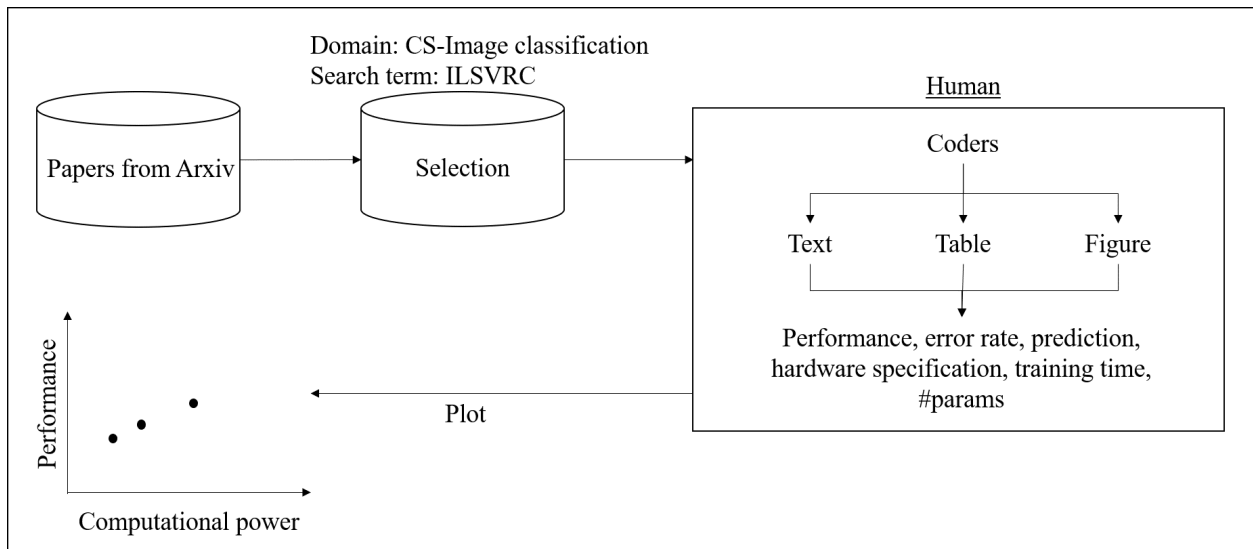 Domain: CS-Image classification
Search term: ILSVRC
Papers from Arxiv
Selection
Human
Coders
Text
Table
Figure
Performance, error rate, prediction,
hardware specification, training time,
#params
Plot
Performance
Computational power